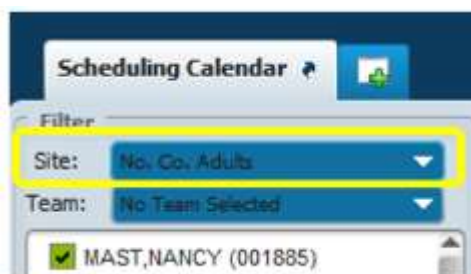 Scheduling Calendar
Filter
Site: No. Co. Adults
Team: No Team Selected
MAST,NANCY (001885)